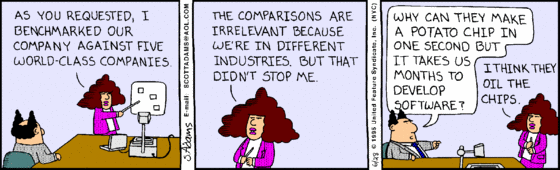 AS YOU REQUESTED, I
BENCHMARKED OUR
COMPANY AGAINST FIVE
WORLD-CLASS COMPANIES.
S.Adams
E-mail: SCOTTADAMS@AOL.COM
THE COMPARISONS ARE
IRRELEVANT BECAUSE
WE'RE IN DIFFERENT
INDUSTRIES. BUT THAT
DIDN'T STOP ME.
6/28 © 1995 United Feature Syndicate, Inc. (NYC)
WHY CAN THEY MAKE
A POTATO CHIP IN
ONE SECOND BUT
IT TAKES US
MONTHS TO
DEVELOP
SOFTWARE?
I THINK THEY
OIL THE
CHIPS.